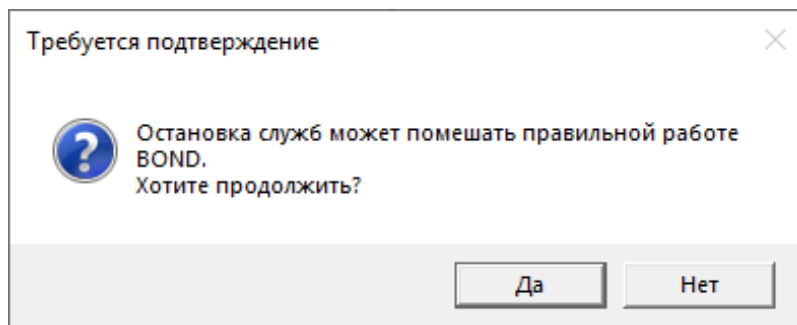 Требуется подтверждение
Остановка служб может помешать правильной работе
BOND.
Хотите продолжить?
Да
Нет